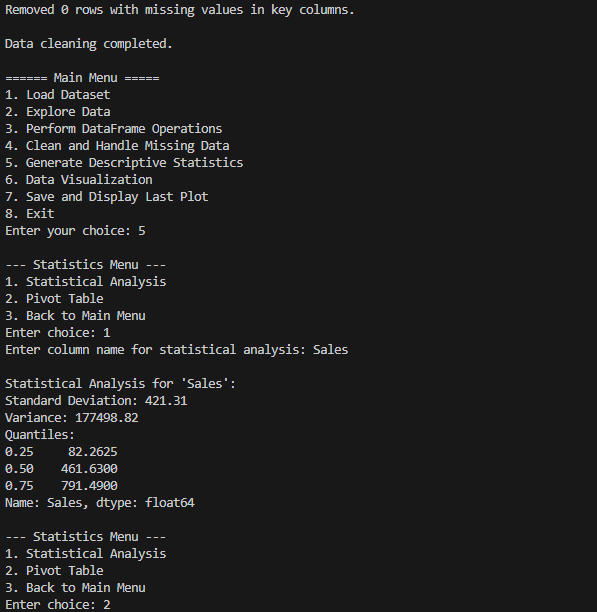 Removed 0 rows with missing values in key columns.
Data cleaning completed.
====== Main Menu =====
1. Load Dataset
2. Explore Data
3. Perform DataFrame Operations
4. Clean and Handle Missing Data
5. Generate Descriptive Statistics
6. Data Visualization
7. Save and Display Last Plot
8. Exit
Enter your choice: 5
--- Statistics Menu ---
1. Statistical Analysis
2. Pivot Table
3. Back to Main Menu
Enter choice: 1
Enter column name for statistical analysis: Sales
Statistical Analysis for 'Sales':
Standard Deviation: 421.31
Variance: 177498.82
Quantiles:
0.25     82.2625
0.50    461.6300
0.75    791.4900
Name: Sales, dtype: float64
--- Statistics Menu ---
1. Statistical Analysis
2. Pivot Table
3. Back to Main Menu
Enter choice: 2